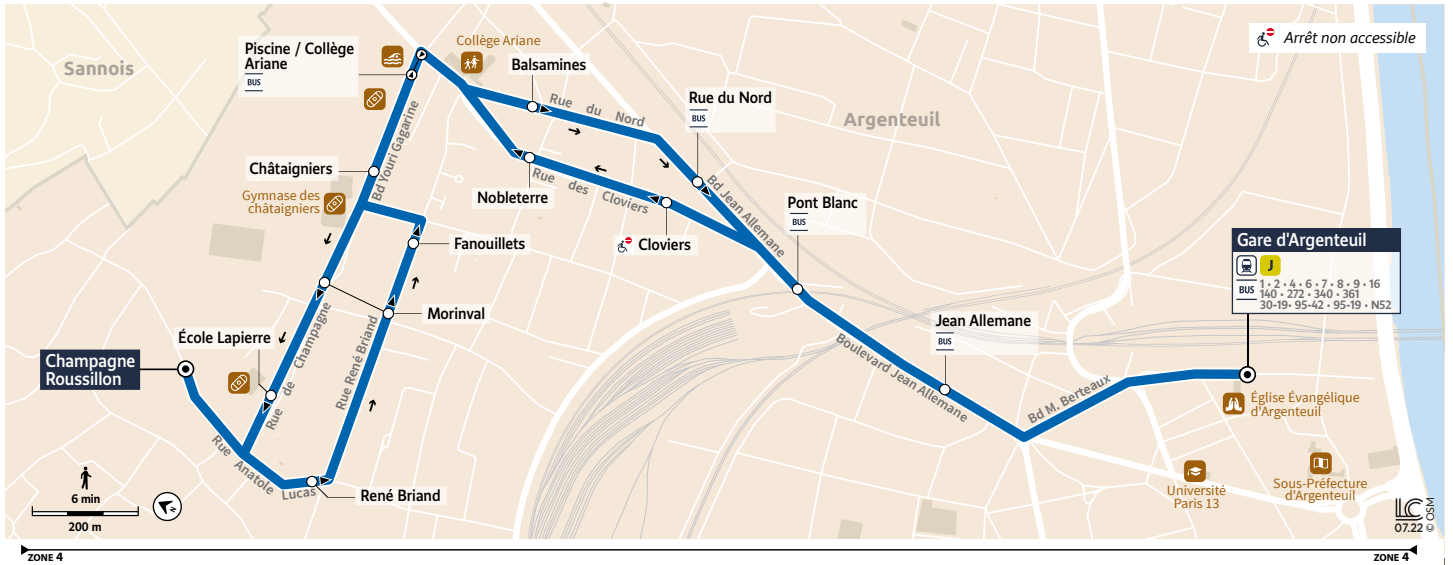 Sannois
Piscine / Collège
Ariane
BUS
Collège Ariane
Balsamines
Rue du Nord
Rue du Nord
BUS
Argenteuil
Arrêt non accessible
Bd Youri Gagarine
Châtaigniers
Gymnase des
châtaigniers
Nobleterre
Rue des Cloviers
Cloviers
Bd Jean Allemane
Pont Blanc
BUS
Fanouillets
Morinval
École Lapierre
Rue de Champagne
Rue René Briand
Champagne
Roussillon
Rue Anatole Lucas
René Briand
Jean Allemane
BUS
Boulevard Jean Allemane
Bd M. Berteaux
Gare d'Argenteuil
J
BUS
1 • 2 • 4 • 6 • 7 • 8 • 9 • 16
140 • 272 • 340 • 361
30-19 • 95-42 • 95-19 • N52
Église Évangélique
d'Argenteuil
Université
Paris 13
Sous-Préfecture
d'Argenteuil
6 min
200 m
N
LC
07.22 © OSM
ZONE 4
ZONE 4